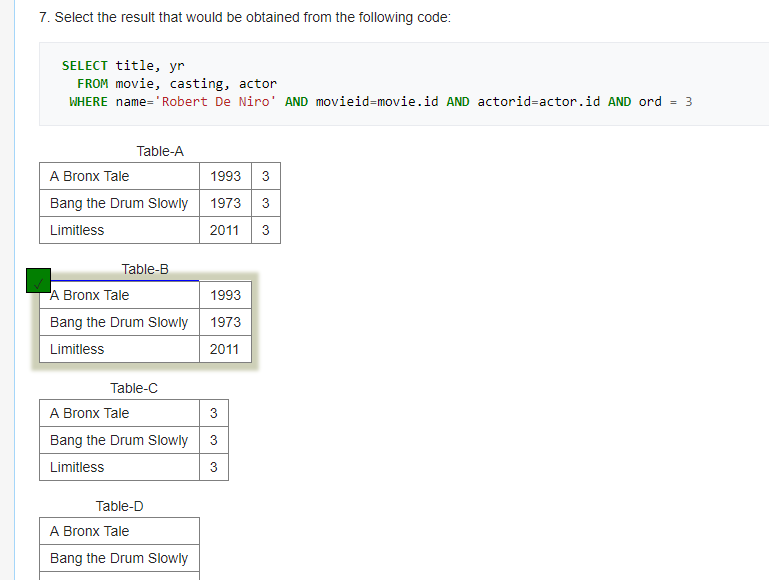 7. Select the result that would be obtained from the following code:
SELECT title, yr
FROM movie, casting, actor
WHERE name='Robert De Niro' AND movieid=movie.id AND actorid=actor.id AND ord = 3
Table-A
A Bronx Tale 1993 3
Bang the Drum Slowly 1973 3
Limitless 2011 3
Table-B
A Bronx Tale 1993
Bang the Drum Slowly 1973
Limitless 2011
Table-C
A Bronx Tale 3
Bang the Drum Slowly 3
Limitless 3
Table-D
A Bronx Tale
Bang the Drum Slowly